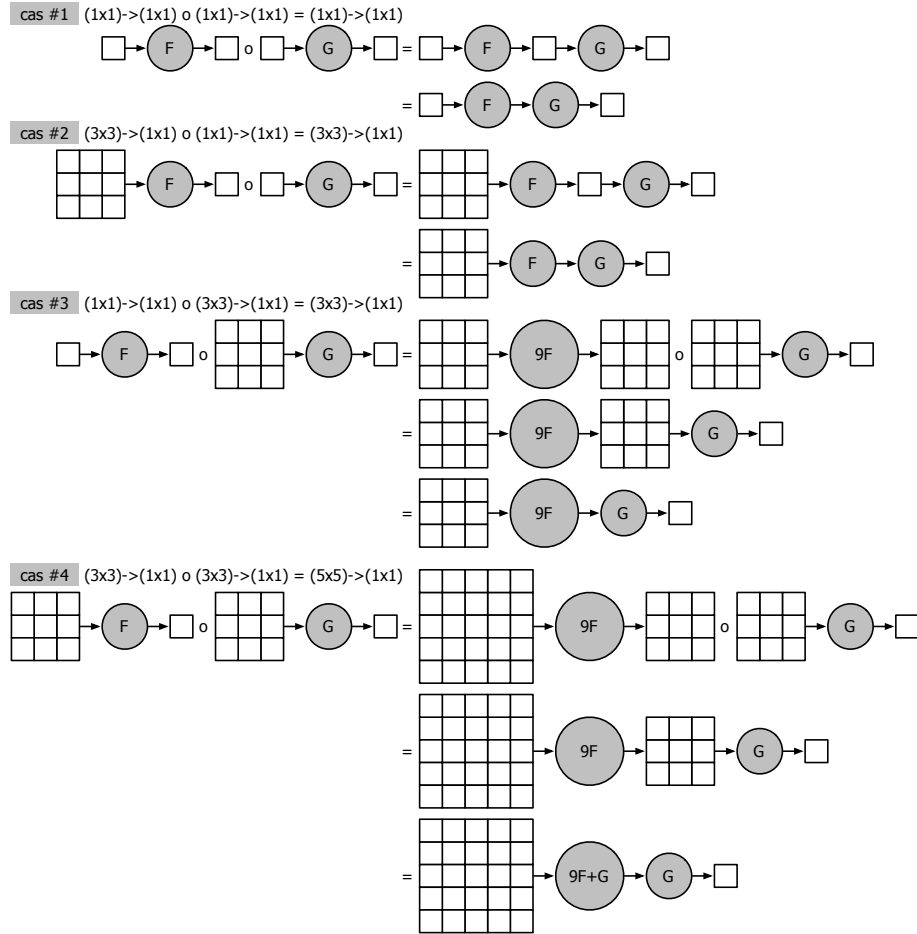 cas #1 (1x1)->(1x1) o (1x1)->(1x1) = (1x1)->(1x1)
F o G = F G
= F G
cas #2 (3x3)->(1x1) o (1x1)->(1x1) = (3x3)->(1x1)
F o G = F G
= F G
cas #3 (1x1)->(1x1) o (3x3)->(1x1) = (3x3)->(1x1)
F o G = 9F o G
= 9F G
= 9F G
cas #4 (3x3)->(1x1) o (3x3)->(1x1) = (5x5)->(1x1)
F o G = 9F o G
= 9F G
= 9F+G G